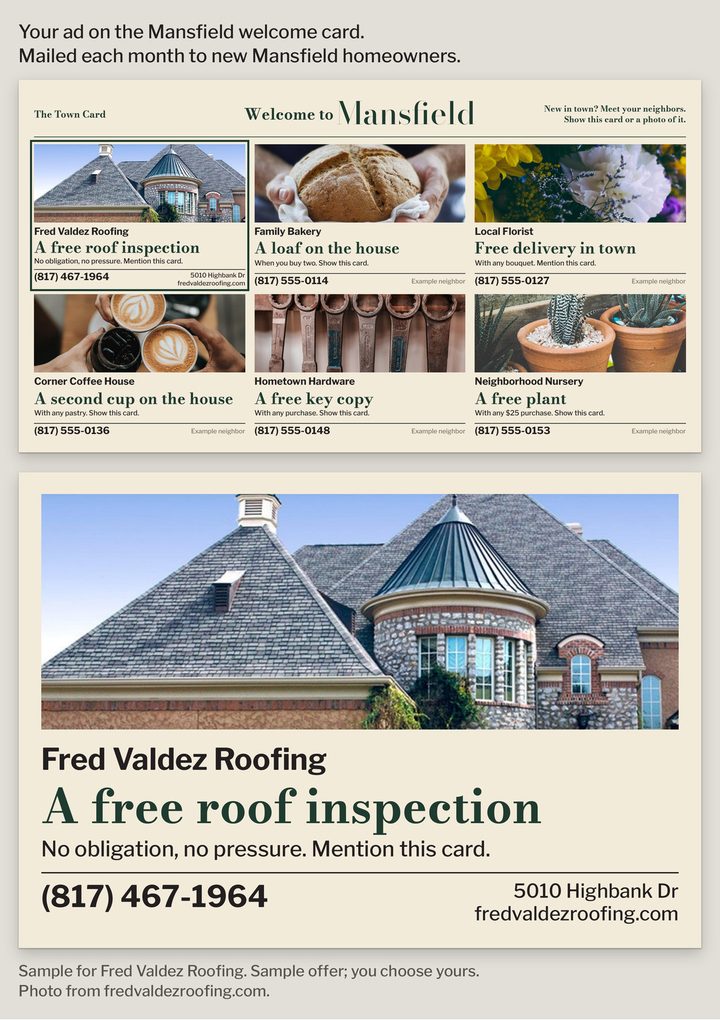 Your ad on the Mansfield welcome card.
Mailed each month to new Mansfield homeowners.
The Town Card
Welcome to Mansfield
New in town? Meet your neighbors.
Show this card or a photo of it.
Fred Valdez Roofing
A free roof inspection
No obligation, no pressure. Mention this card.
(817) 467-1964
5010 Highbank Dr
fredvaldezroofing.com
Family Bakery
A loaf on the house
When you buy two. Show this card.
(817) 555-0114
Example neighbor
Local Florist
Free delivery in town
With any bouquet. Mention this card.
(817) 555-0127
Example neighbor
Corner Coffee House
A second cup on the house
With any pastry. Show this card.
(817) 555-0136
Example neighbor
Hometown Hardware
A free key copy
With any purchase. Show this card.
(817) 555-0148
Example neighbor
Neighborhood Nursery
A free plant
With any $25 purchase. Show this card.
(817) 555-0153
Example neighbor
Fred Valdez Roofing
A free roof inspection
No obligation, no pressure. Mention this card.
(817) 467-1964
5010 Highbank Dr
fredvaldezroofing.com
Sample for Fred Valdez Roofing. Sample offer; you choose yours.
Photo from fredvaldezroofing.com.